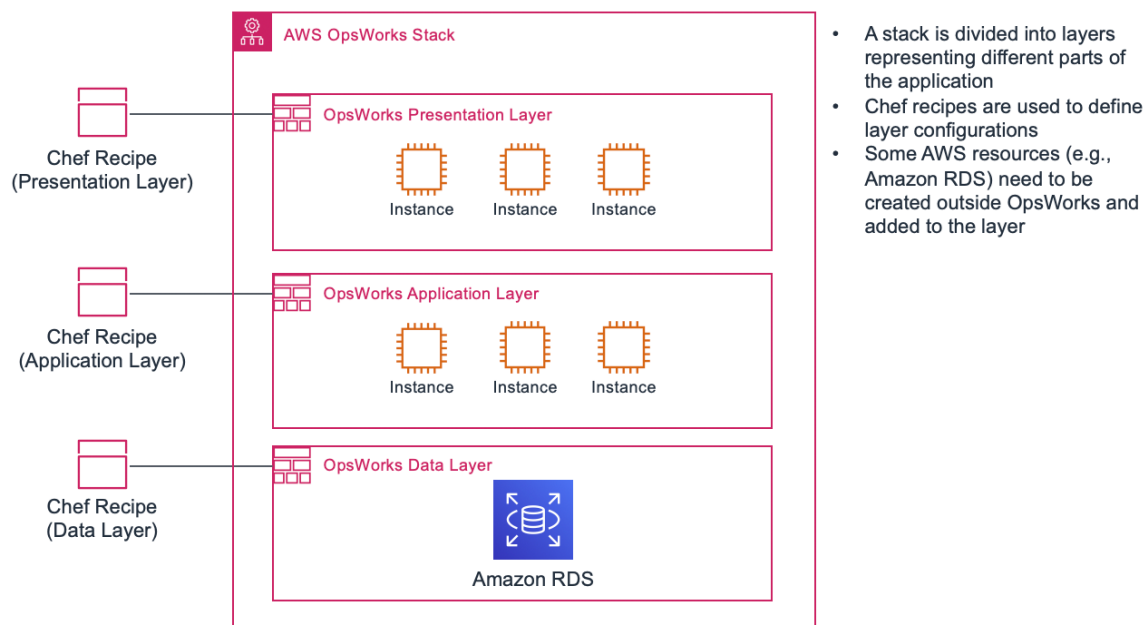 AWS OpsWorks Stack
OpsWorks Presentation Layer
Instance Instance Instance
Chef Recipe
(Presentation Layer)
OpsWorks Application Layer
Instance Instance Instance
Chef Recipe
(Application Layer)
OpsWorks Data Layer
Amazon RDS
Chef Recipe
(Data Layer)
• A stack is divided into layers
representing different parts of
the application
• Chef recipes are used to define
layer configurations
• Some AWS resources (e.g.,
Amazon RDS) need to be
created outside OpsWorks and
added to the layer